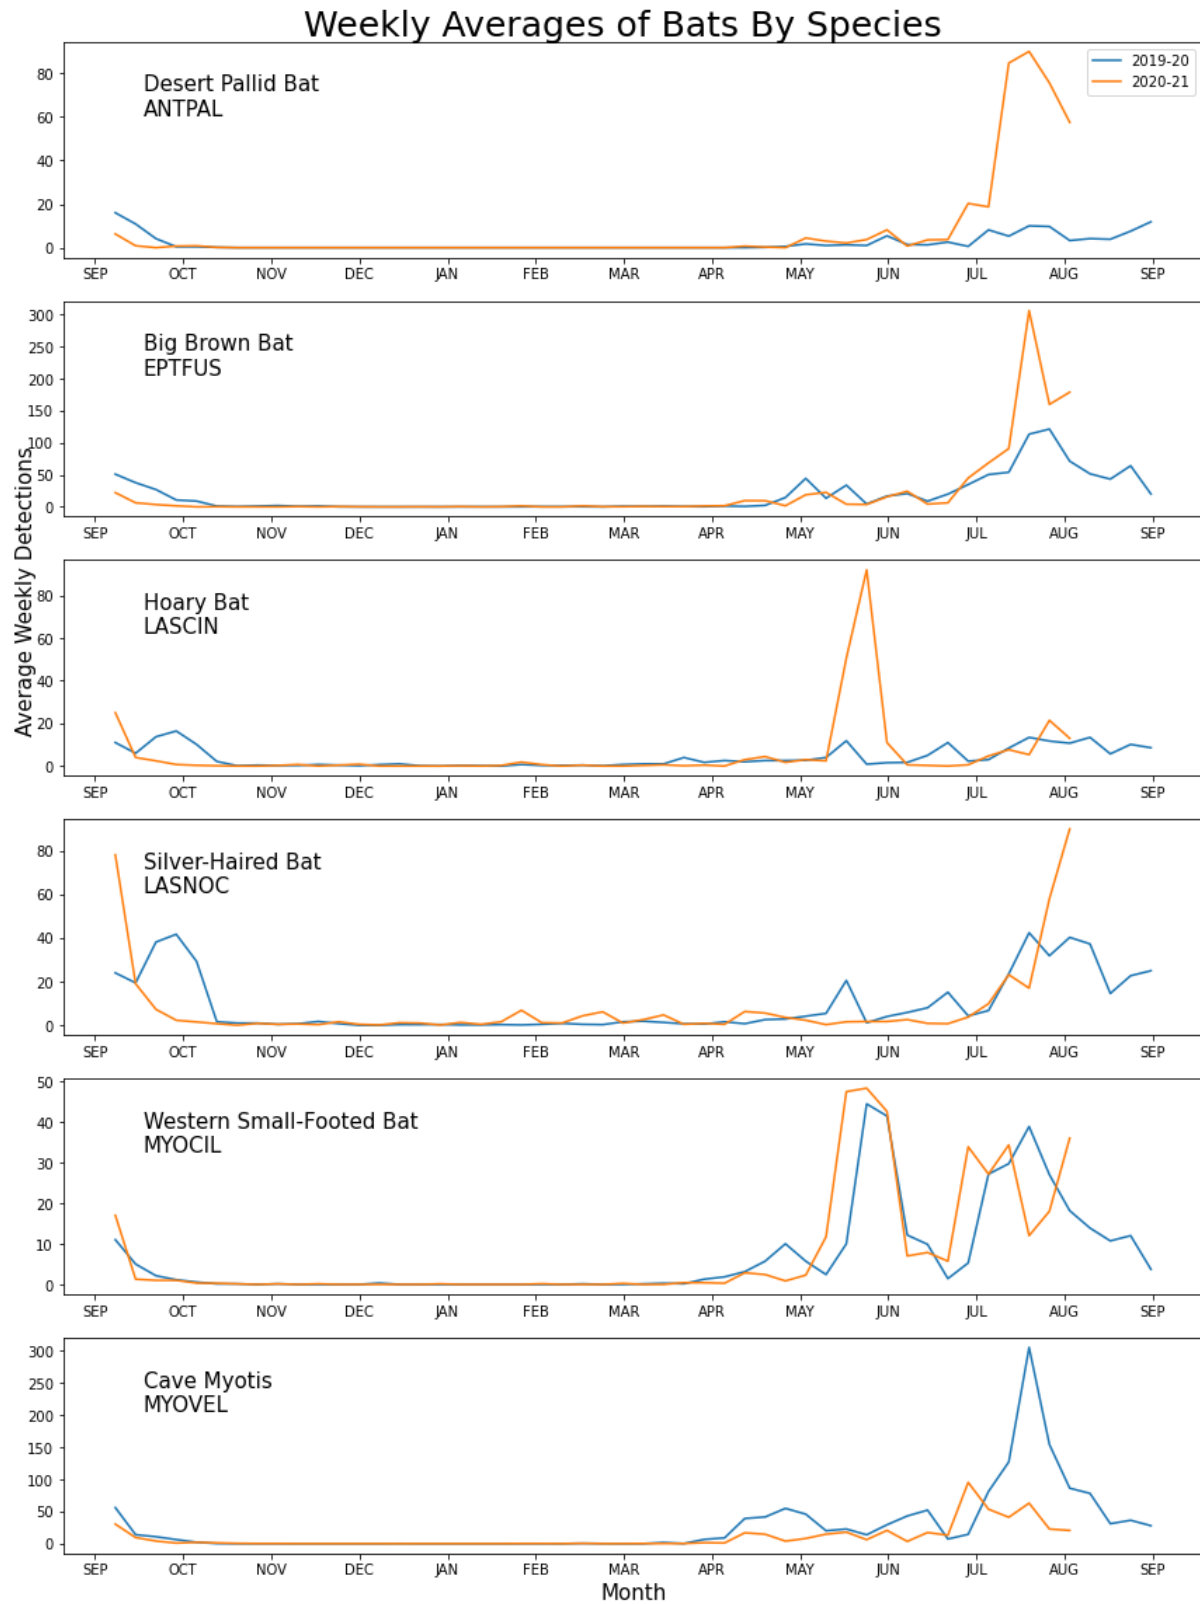 Weekly Averages of Bats By Species
Desert Pallid Bat
ANTPAL
2019-20
2020-21
80
60
40
20
0
SEP OCT NOV DEC JAN FEB MAR APR MAY JUN JUL AUG SEP
Big Brown Bat
EPTFUS
300
250
200
150
100
50
0
SEP OCT NOV DEC JAN FEB MAR APR MAY JUN JUL AUG SEP
Average Weekly Detections
Hoary Bat
LASCIN
80
60
40
20
0
SEP OCT NOV DEC JAN FEB MAR APR MAY JUN JUL AUG SEP
Silver-Haired Bat
LASNOC
80
60
40
20
0
SEP OCT NOV DEC JAN FEB MAR APR MAY JUN JUL AUG SEP
Western Small-Footed Bat
MYOCIL
50
40
30
20
10
0
SEP OCT NOV DEC JAN FEB MAR APR MAY JUN JUL AUG SEP
Cave Myotis
MYOVEL
300
250
200
150
100
50
0
SEP OCT NOV DEC JAN FEB MAR APR MAY JUN JUL AUG SEP
Month